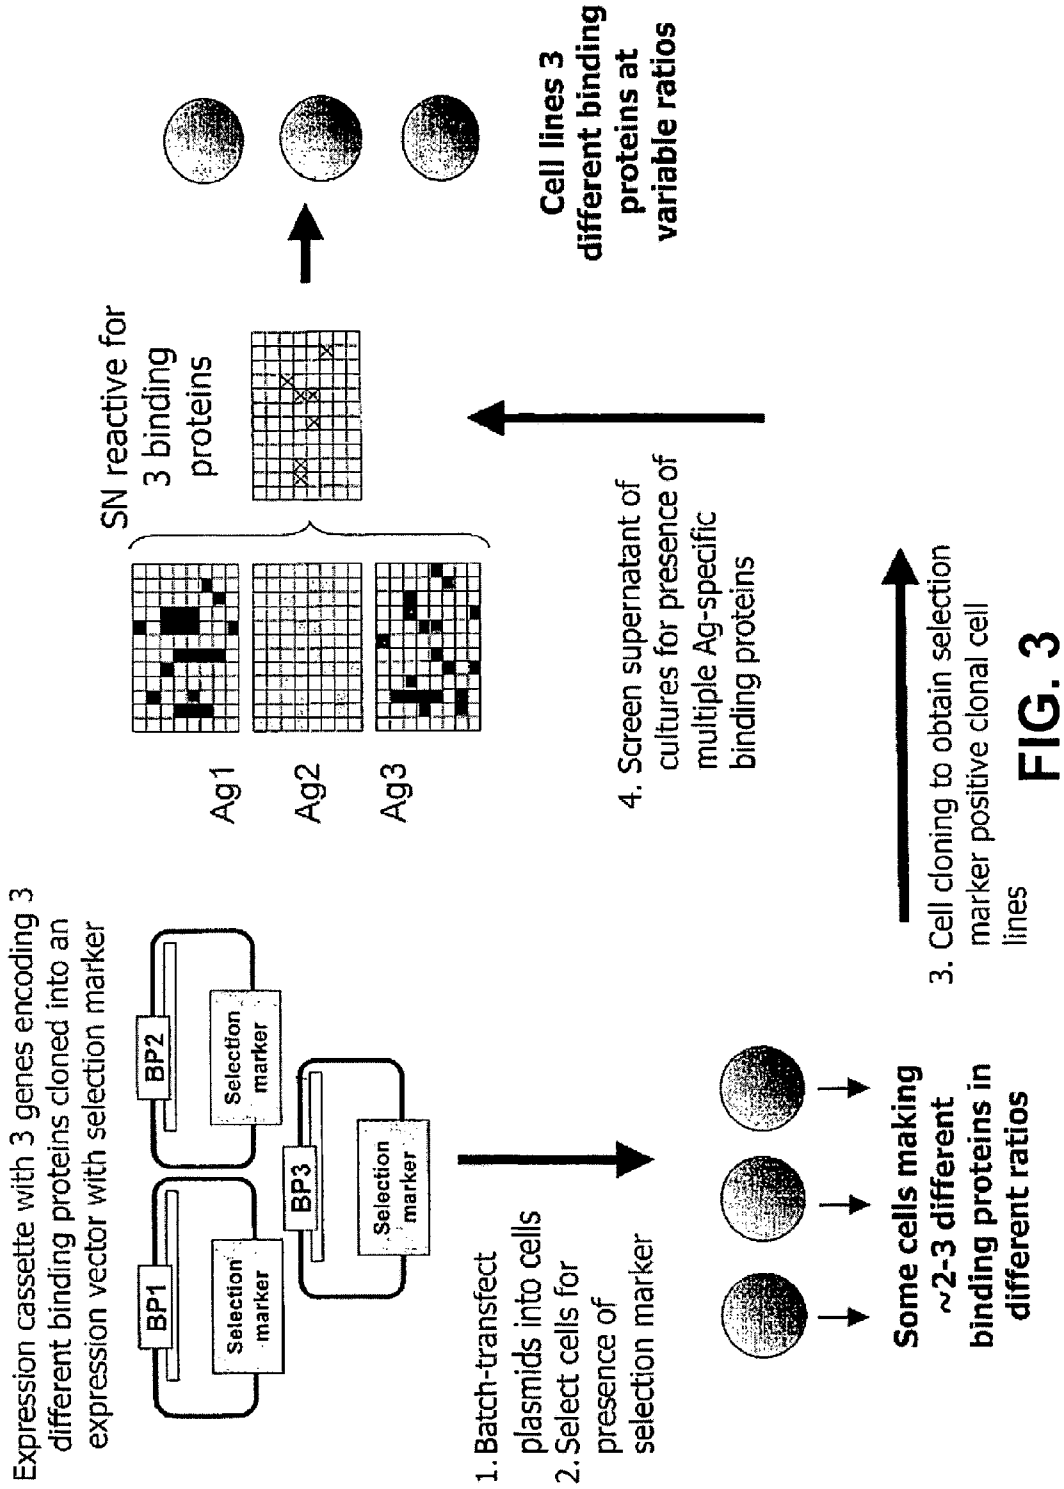 Expression cassette with 3 genes encoding 3
different binding proteins cloned into an
expression vector with selection marker
BP1
Selection
marker
BP2
Selection
marker
BP3
Selection
marker
1. Batch-transfect
plasmids into cells
2. Select cells for
presence of
selection marker
Some cells making
~2-3 different
binding proteins in
different ratios
3. Cell cloning to obtain selection
marker positive clonal cell
lines
4. Screen supernatant of
cultures for presence of
multiple Ag-specific
binding proteins
Ag1
Ag2
Ag3
SN reactive for
3 binding
proteins
Cell lines 3
different binding
proteins at
variable ratios
FIG. 3